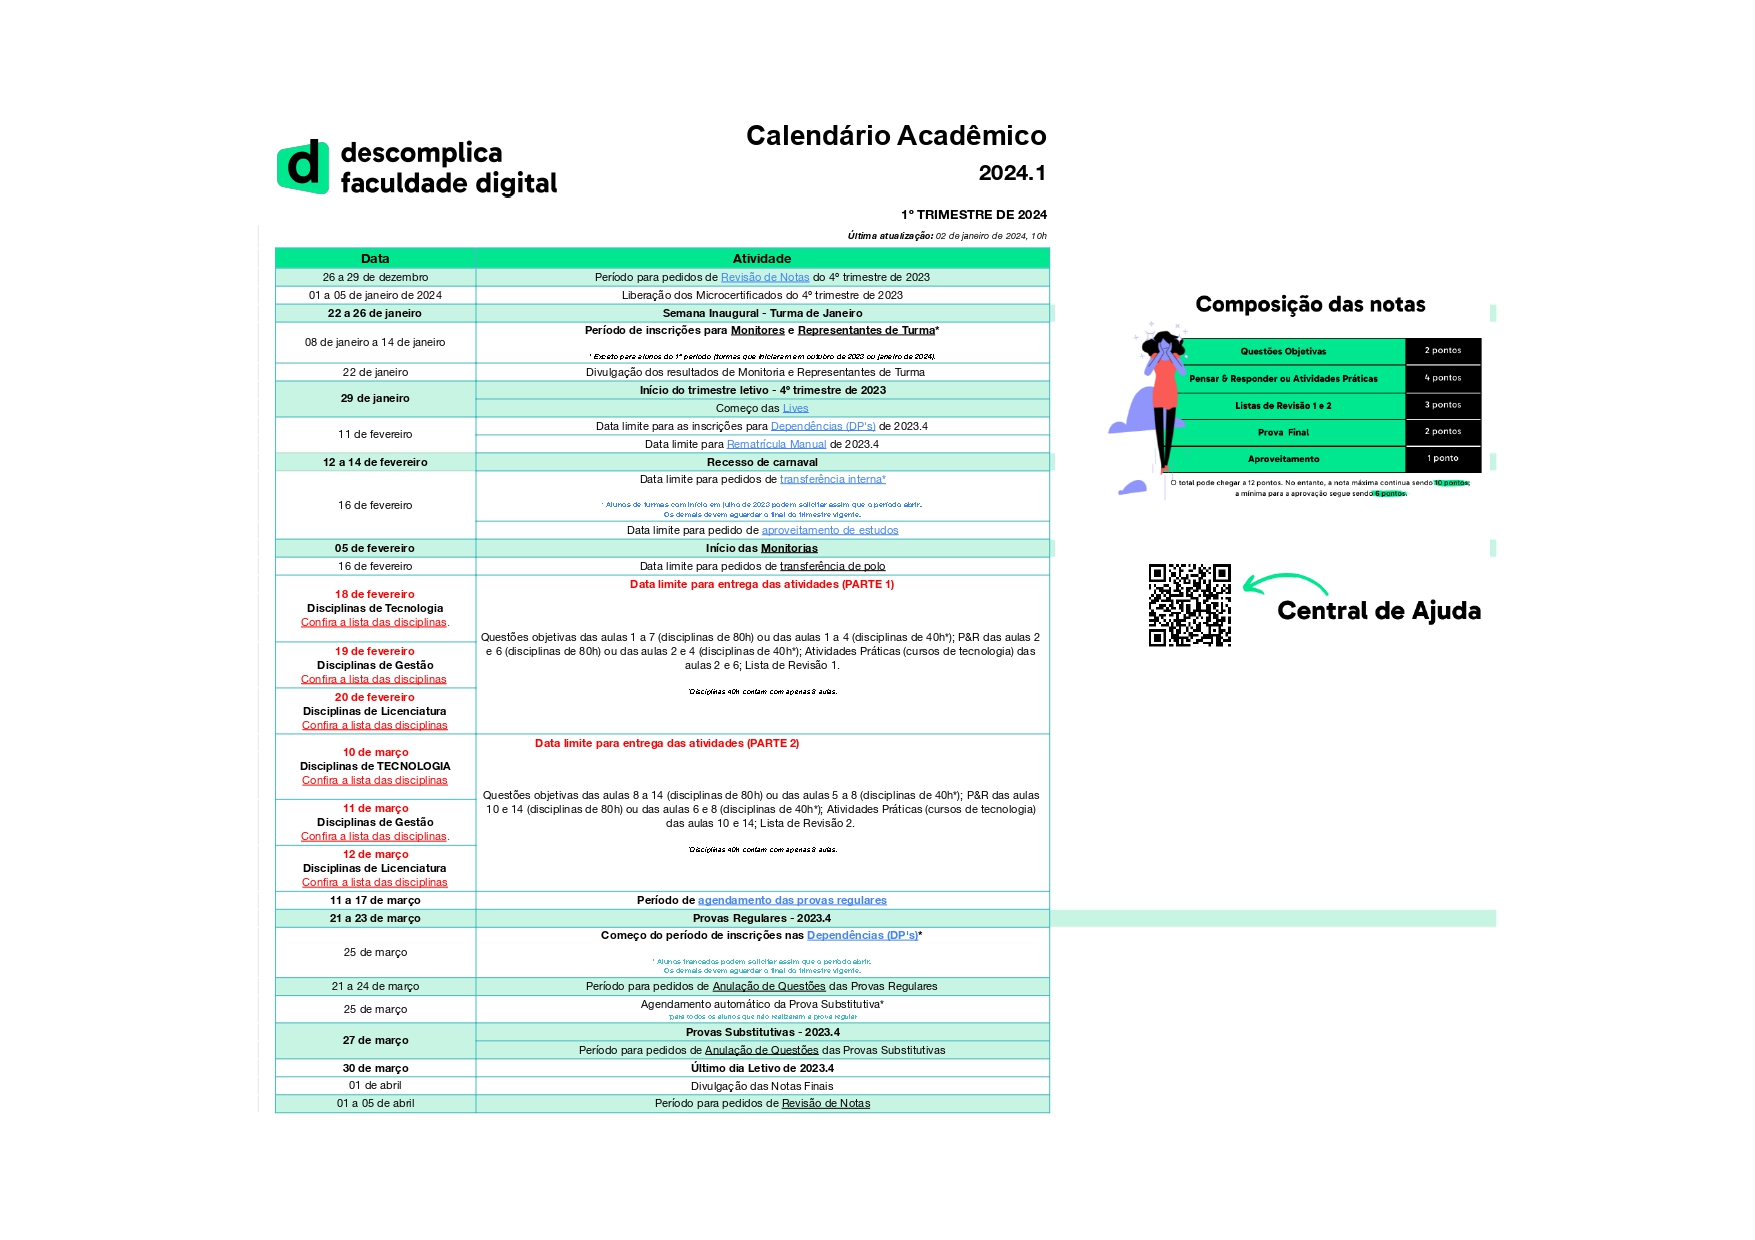 descomplica
faculdade digital
Calendário Acadêmico
2024.1
1º TRIMESTRE DE 2024
Última atualização: 02 de janeiro de 2024, 10h
Data Atividade
26 a 29 de dezembro Período para pedidos de Revisão de Notas do 4º trimestre de 2023
01 a 05 de janeiro de 2024 Liberação dos Microcertificados do 4º trimestre de 2023
22 a 26 de janeiro Semana Inaugural - Turma de Janeiro
08 de janeiro a 14 de janeiro Período de inscrições para Monitores e Representantes de Turma*
* Exceto para alunos do 1º período (turmas que iniciaram em outubro de 2023 ou janeiro de 2024).
22 de janeiro Divulgação dos resultados de Monitoria e Representantes de Turma
29 de janeiro Início do trimestre letivo - 4º trimestre de 2023
Começo das Lives
11 de fevereiro Data limite para as inscrições para Dependências (DP's) de 2023.4
Data limite para Rematrícula Manual de 2023.4
12 a 14 de fevereiro Recesso de carnaval
16 de fevereiro Data limite para pedidos de transferência interna*
* Alunos de turmas com início em julho de 2023 podem solicitar assim que o período abrir.
Os demais devem aguardar o final do trimestre vigente.
Data limite para pedido de aproveitamento de estudos
05 de fevereiro Início das Monitorias
16 de fevereiro Data limite para pedidos de transferência de polo
18 de fevereiro
Disciplinas de Tecnologia
Confira a lista das disciplinas.
19 de fevereiro
Disciplinas de Gestão
Confira a lista das disciplinas
20 de fevereiro
Disciplinas de Licenciatura
Confira a lista das disciplinas
Data limite para entrega das atividades (PARTE 1)
Questões objetivas das aulas 1 a 7 (disciplinas de 80h) ou das aulas 1 a 4 (disciplinas de 40h*); P&R das aulas 2
e 6 (disciplinas de 80h) ou das aulas 2 e 4 (disciplinas de 40h*); Atividades Práticas (cursos de tecnologia) das
aulas 2 e 6; Lista de Revisão 1.
*Disciplinas 40h contam com apenas 8 aulas.
10 de março
Disciplinas de TECNOLOGIA
Confira a lista das disciplinas
11 de março
Disciplinas de Gestão
Confira a lista das disciplinas.
12 de março
Disciplinas de Licenciatura
Confira a lista das disciplinas
Data limite para entrega das atividades (PARTE 2)
Questões objetivas das aulas 8 a 14 (disciplinas de 80h) ou das aulas 5 a 8 (disciplinas de 40h*); P&R das aulas
10 e 14 (disciplinas de 80h) ou das aulas 6 e 8 (disciplinas de 40h*); Atividades Práticas (cursos de tecnologia)
das aulas 10 e 14; Lista de Revisão 2.
*Disciplinas 40h contam com apenas 8 aulas.
11 a 17 de março Período de agendamento das provas regulares
21 a 23 de março Provas Regulares - 2023.4
25 de março Começo do período de inscrições nas Dependências (DP's)*
* Alunos trancados podem solicitar assim que o período abrir.
Os demais devem aguardar o final do trimestre vigente.
21 a 24 de março Período para pedidos de Anulação de Questões das Provas Regulares
25 de março Agendamento automático da Prova Substitutiva*
*para todos os alunos que não realizaram a prova regular
27 de março Provas Substitutivas - 2023.4
Período para pedidos de Anulação de Questões das Provas Substitutivas
30 de março Último dia Letivo de 2023.4
01 de abril Divulgação das Notas Finais
01 a 05 de abril Período para pedidos de Revisão de Notas
Composição das notas
Questões Objetivas 2 pontos
Pensar & Responder ou Atividades Práticas 4 pontos
Listas de Revisão 1 e 2 3 pontos
Prova Final 2 pontos
Aproveitamento 1 ponto
O total pode chegar a 12 pontos. No entanto, a nota máxima continua sendo 10 pontos;
a mínima para a aprovação segue sendo 6 pontos.
Central de Ajuda